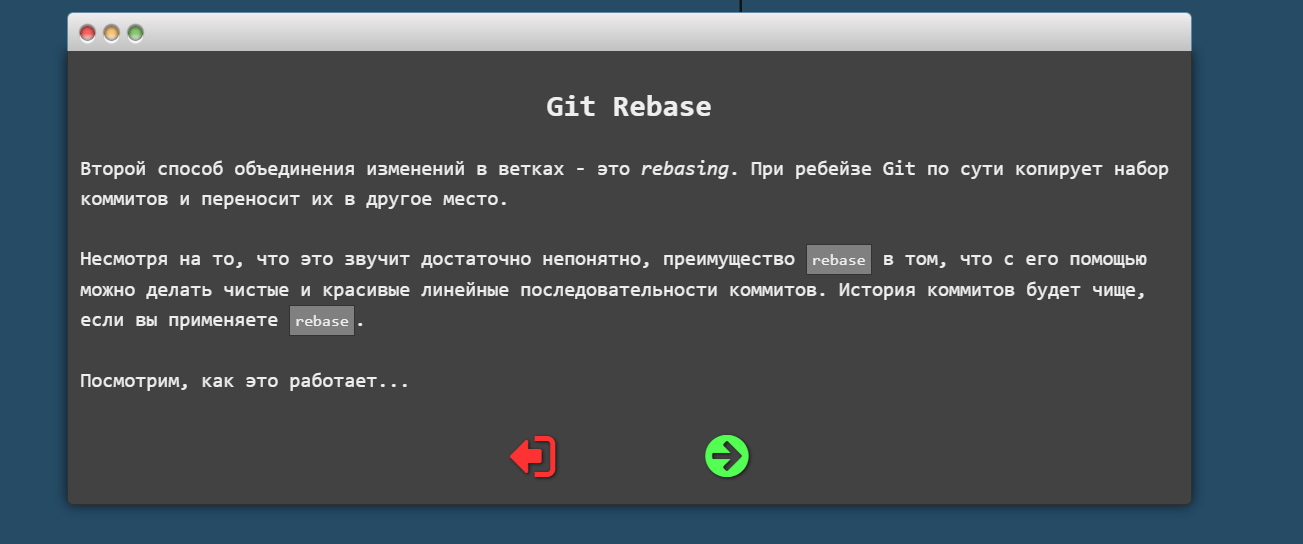 Git Rebase
Второй способ объединения изменений в ветках - это rebasing. При ребейзе Git по сути копирует набор
коммитов и переносит их в другое место.
Несмотря на то, что это звучит достаточно непонятно, преимущество rebase в том, что с его помощью
можно делать чистые и красивые линейные последовательности коммитов. История коммитов будет чище,
если вы применяете rebase.
Посмотрим, как это работает...